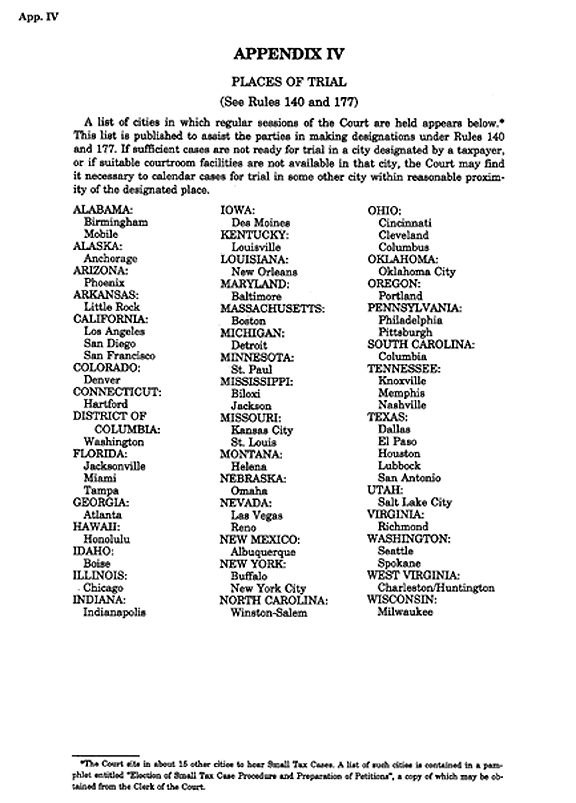 App. IV
APPENDIX IV
PLACES OF TRIAL
(See Rules 140 and 177)
A list of cities in which regular sessions of the Court are held appears below.*
This list is published to assist the parties in making designations under Rules 140
and 177. If sufficient cases are not ready for trial in a city designated by a taxpayer,
or if suitable courtroom facilities are not available in that city, the Court may find
it necessary to calendar cases for trial in some other city within reasonable proxim-
ity of the designated place.
ALABAMA:
Birmingham
Mobile
ALASKA:
Anchorage
ARIZONA:
Phoenix
ARKANSAS:
Little Rock
CALIFORNIA:
Los Angeles
San Diego
San Francisco
COLORADO:
Denver
CONNECTICUT:
Hartford
DISTRICT OF
COLUMBIA:
Washington
FLORIDA:
Jacksonville
Miami
Tampa
GEORGIA:
Atlanta
HAWAII:
Honolulu
IDAHO:
Boise
ILLINOIS:
Chicago
INDIANA:
Indianapolis
IOWA:
Des Moines
KENTUCKY:
Louisville
LOUISIANA:
New Orleans
MARYLAND:
Baltimore
MASSACHUSETTS:
Boston
MICHIGAN:
Detroit
MINNESOTA:
St. Paul
MISSISSIPPI:
Biloxi
Jackson
MISSOURI:
Kansas City
St. Louis
MONTANA:
Helena
NEBRASKA:
Omaha
NEVADA:
Las Vegas
Reno
NEW MEXICO:
Albuquerque
NEW YORK:
Buffalo
New York City
NORTH CAROLINA:
Winston-Salem
OHIO:
Cincinnati
Cleveland
Columbus
OKLAHOMA:
Oklahoma City
OREGON:
Portland
PENNSYLVANIA:
Philadelphia
Pittsburgh
SOUTH CAROLINA:
Columbia
TENNESSEE:
Knoxville
Memphis
Nashville
TEXAS:
Dallas
El Paso
Houston
Lubbock
San Antonio
UTAH:
Salt Lake City
VIRGINIA:
Richmond
WASHINGTON:
Seattle
Spokane
WEST VIRGINIA:
Charleston/Huntington
WISCONSIN:
Milwaukee
*The Court sits in about 15 other cities to hear Small Tax Cases. A list of such cities is contained in a pam-
phlet entitled "Election of Small Tax Case Procedure and Preparation of Petitions", a copy of which may be ob-
tained from the Clerk of the Court.